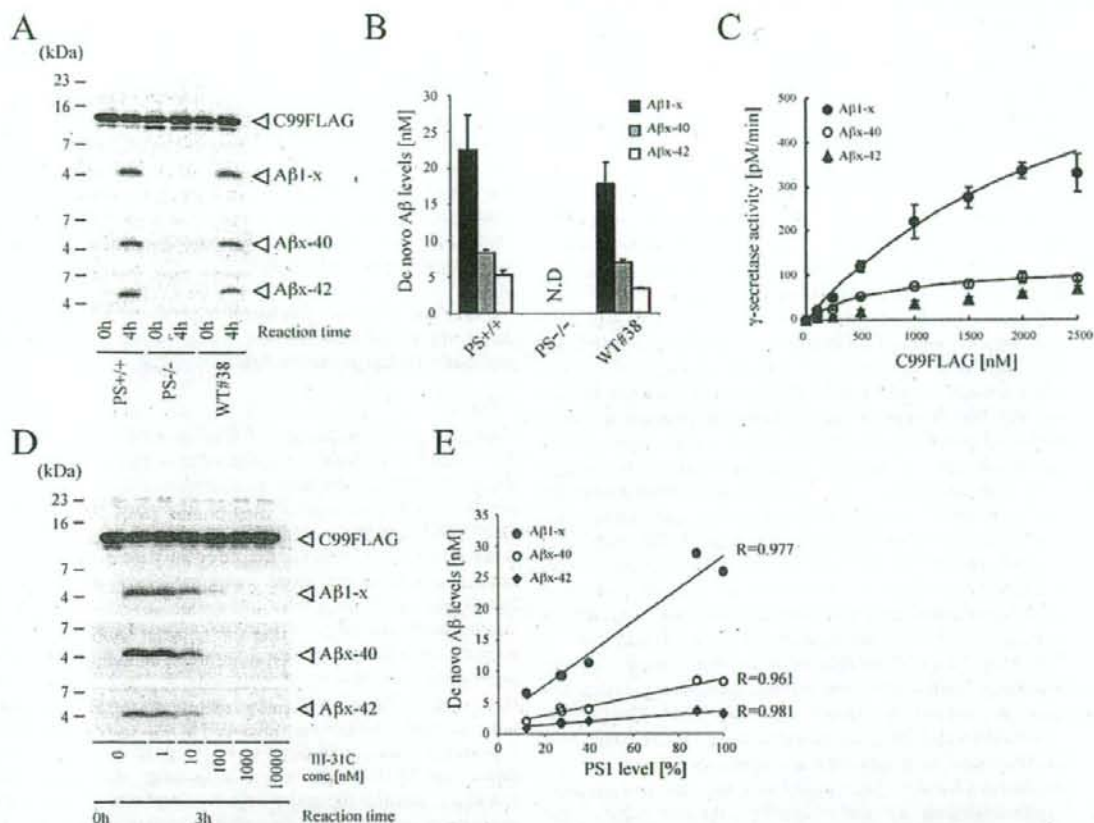 A
(kDa)
23
16
7
4
7
4
7
4
C99FLAG
Aβ1-x
Aβx-40
Aβx-42
0h 4h 0h 4h 0h 4h
Reaction time
PS+/+
PS-/-
WT#38
B
De novo Aβ levels [nM]
30
25
20
15
10
5
0
Aβ1-x
Aβx-40
Aβx-42
N.D
PS+/+
PS-/-
WT#38
C
γ-secretase activity [pM/min]
500
400
300
200
100
0
Aβ1-x
Aβx-40
Aβx-42
0 500 1000 1500 2000 2500
C99FLAG [nM]
D
(kDa)
23
16
7
4
7
4
7
4
C99FLAG
Aβ1-x
Aβx-40
Aβx-42
0 1 10 100 1000 10000
III-31C
conc.[nM]
0h 3h Reaction time
E
De novo Aβ levels [nM]
35
30
25
20
15
10
5
0
Aβ1-x
Aβx-40
Aβx-42
R=0.977
R=0.961
R=0.981
0 20 40 60 80 100
PS1 level [%]